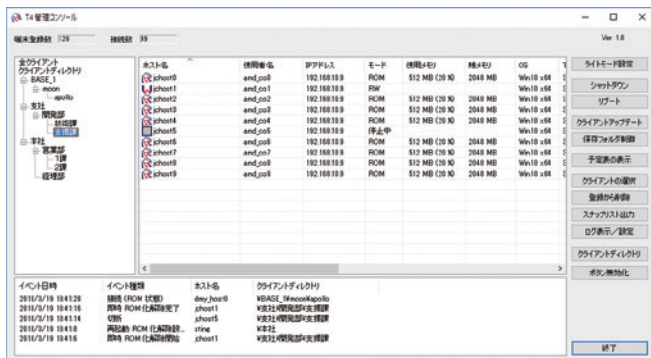 T4 管理コンソール
端末登録数 120 接続数 99 Ver 1.0
全クライアント
クライアントディレクトリ
BASE_1
moon
apollo
支社
開発部
技術課
支援課
本社
営業部
1課
2課
経理部
ホスト名 使用者名 IPアドレス モード 使用メモリ 残メモリ OS
jchost0 and_co0 192.168.18.9 ROM 512 MB (20 %) 2048 MB Win10 x64
jchost1 and_co1 192.168.18.9 RW Win10 x64
jchost2 and_co2 192.168.18.9 ROM 512 MB (20 %) 2048 MB Win10 x64
jchost3 and_co3 192.168.18.9 ROM 512 MB (20 %) 2048 MB Win10 x64
jchost4 and_co4 192.168.18.9 ROM 512 MB (20 %) 2048 MB Win10 x64
jchost5 and_co5 192.168.18.9 停止中 Win10 x64
jchost6 and_co6 192.168.18.9 ROM 512 MB (20 %) 2048 MB Win10 x64
jchost7 and_co7 192.168.18.9 ROM 512 MB (20 %) 2048 MB Win10 x64
jchost8 and_co8 192.168.18.9 ROM 512 MB (20 %) 2048 MB Win10 x64
jchost9 and_co9 192.168.18.9 ROM 512 MB (20 %) 2048 MB Win10 x64
ライトモード設定
シャットダウン
リブート
クライアントアップデート
保存フォルダ制御
予定表の表示
クライアントの選択
登録から削除
スナップリスト出力
ログ表示/設定
クライアントディレクトリ
ボタン無効化
終了
イベント日時 イベント種類 ホスト名 クライアントディレクトリ
2018/3/19 18:41:28 接続 (ROM 状態) dmy_host0 ¥BASE_1¥moon¥apollo
2018/3/19 18:41:18 即時 ROM 化解除完了 jchost1 ¥支社¥開発部¥支援課
2018/3/19 18:41:14 切断 jchost5 ¥支社¥開発部¥支援課
2018/3/19 18:41:8 再起動 ROM 化解除設... sting ¥本社
2018/3/19 18:41:6 即時 ROM 化解除開始 jchost1 ¥支社¥開発部¥支援課